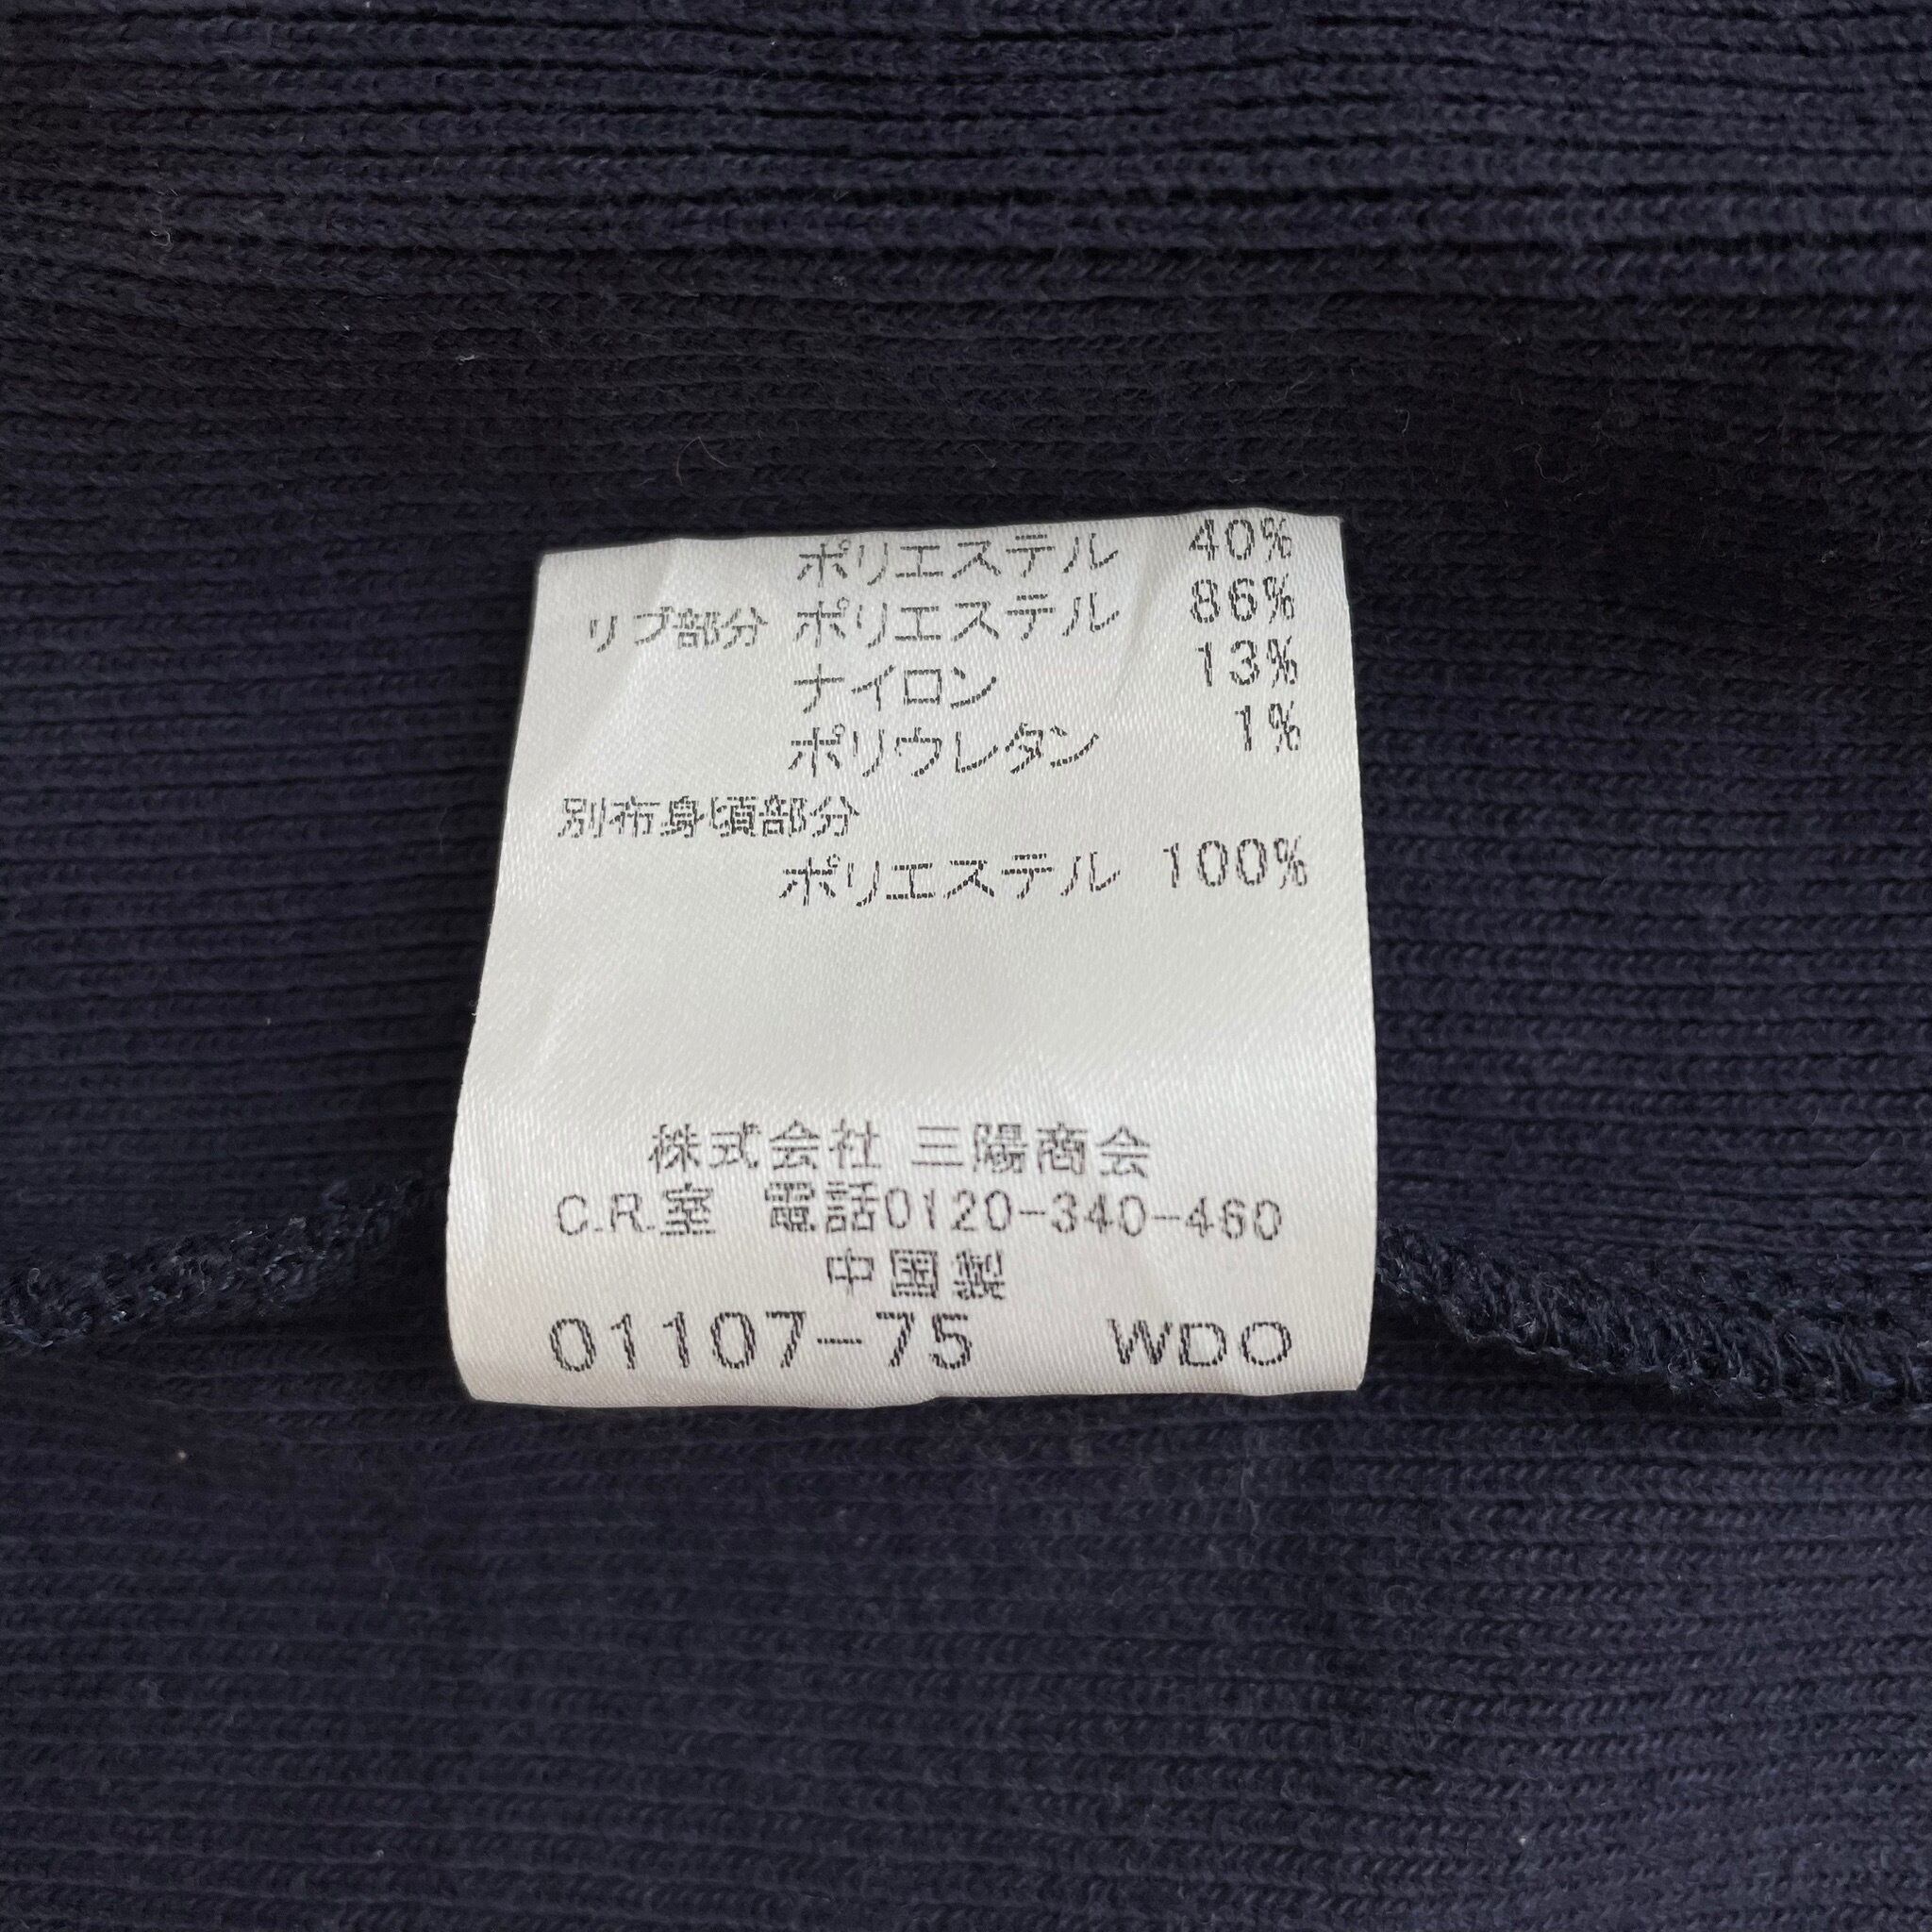 ポリエステル 40%
リブ部分 ポリエステル 86%
ナイロン 13%
ポリウレタン 1%
別布身頃部分
ポリエステル 100%
株式会社 三陽商会
C.R.室 電話0120-340-460
中国製
01107-75 WDO